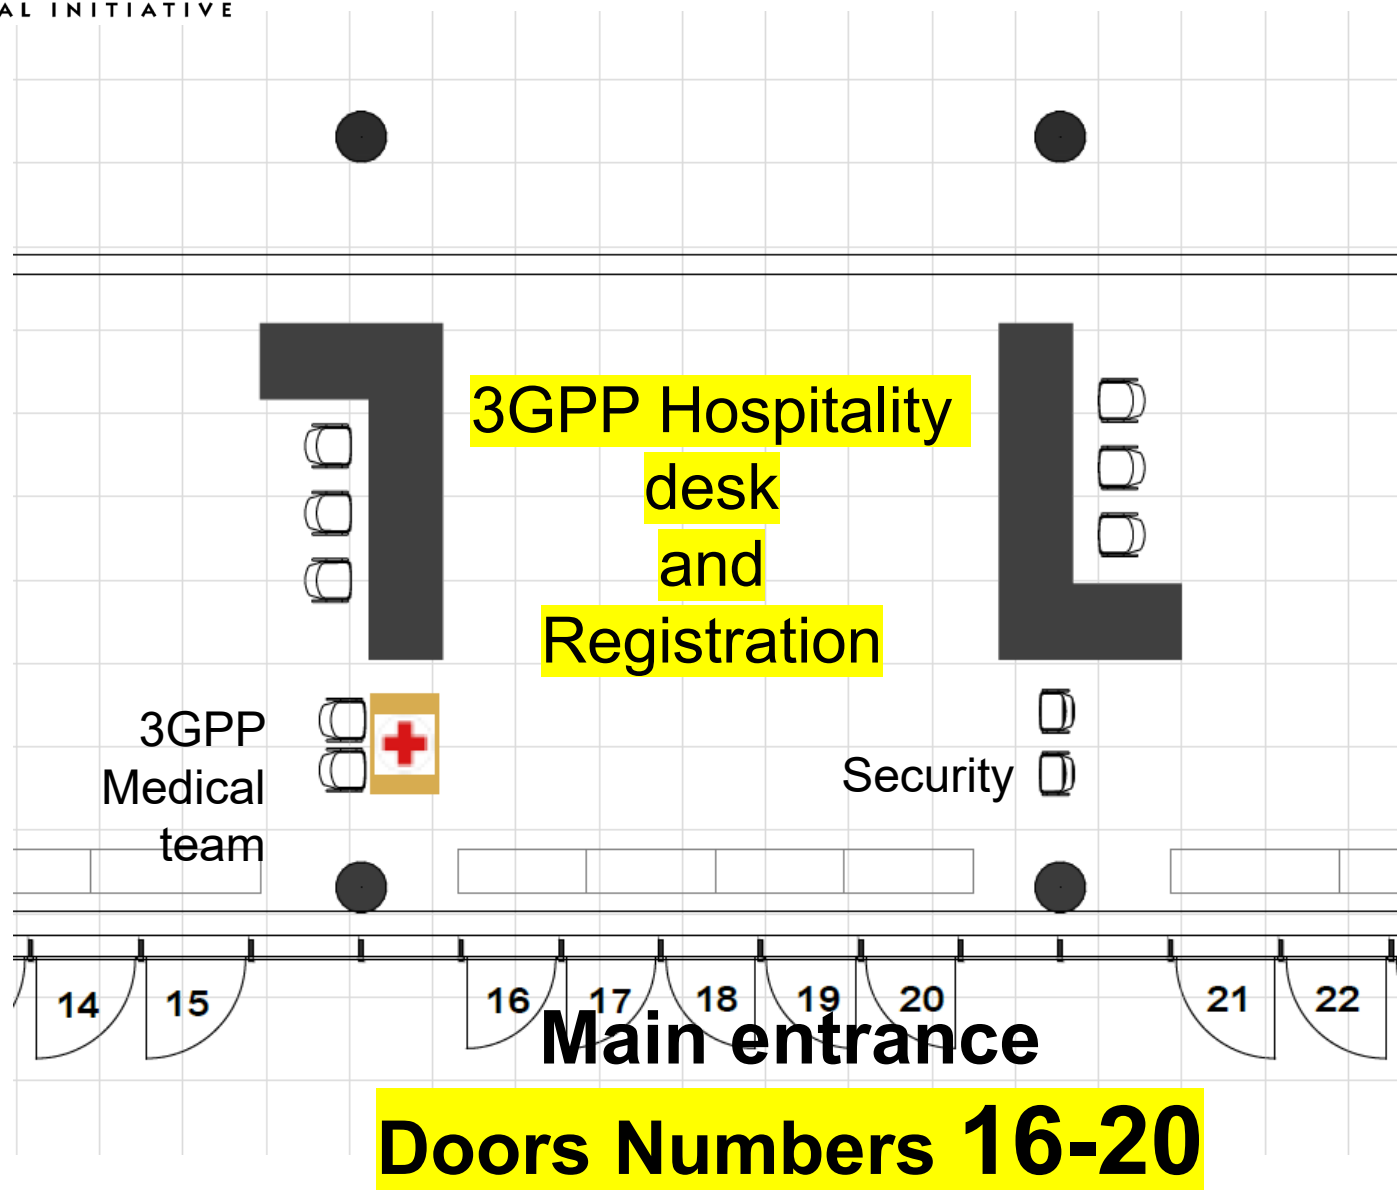 AL INITIATIVE
3GPP Hospitality
desk
and
Registration
3GPP
Medical
team
Security
14 15 16 17 18 19 20 21 22
Main entrance
Doors Numbers 16-20